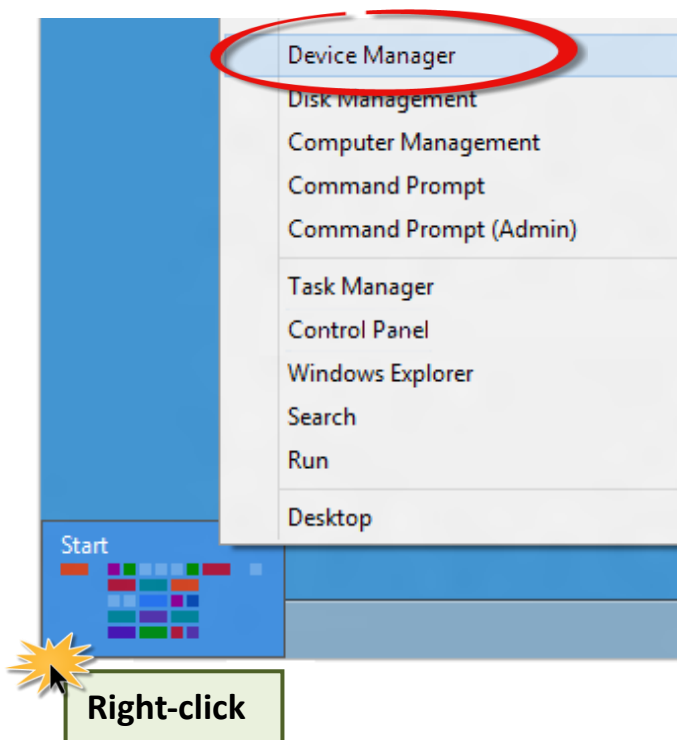 Device Manager
Disk Management
Computer Management
Command Prompt
Command Prompt (Admin)
Task Manager
Control Panel
Windows Explorer
Search
Run
Desktop
Start
Right-click